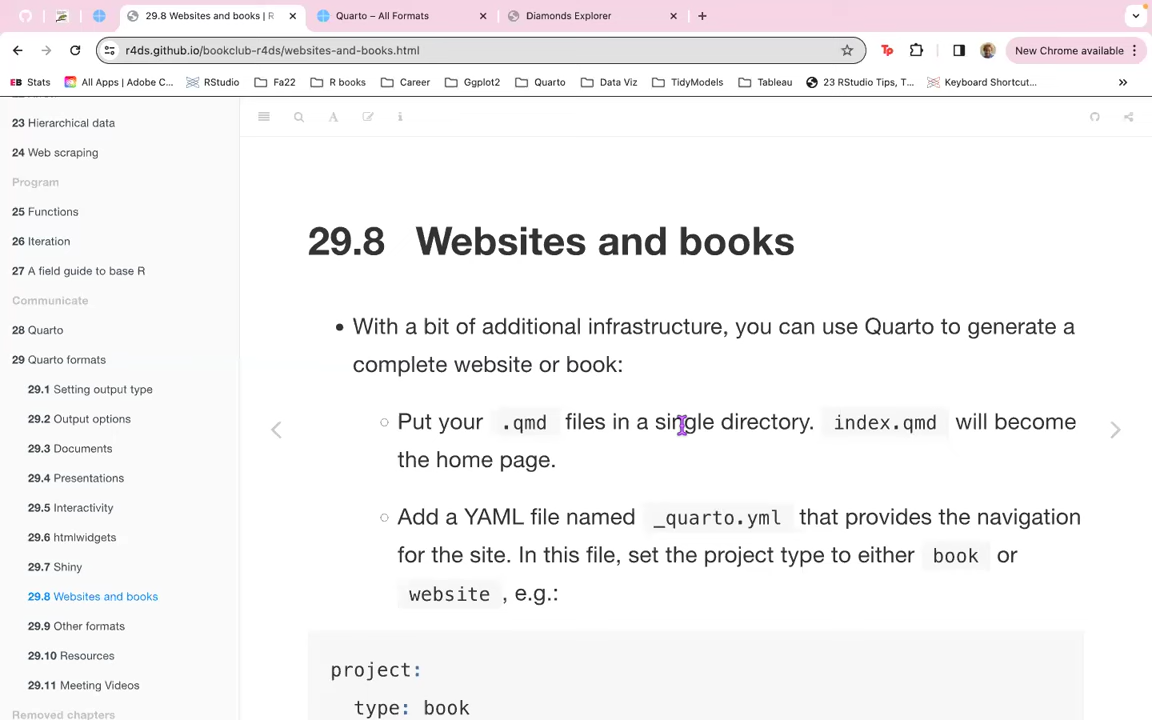 29.8 Websites and books | R
Quarto – All Formats
Diamonds Explorer
r4ds.github.io/bookclub-r4ds/websites-and-books.html
New Chrome available
EB Stats
All Apps | Adobe C...
RStudio
Fa22
R books
Career
Ggplot2
Quarto
Data Viz
TidyModels
Tableau
23 RStudio Tips, T...
Keyboard Shortcut...
»
23 Hierarchical data
24 Web scraping
Program
25 Functions
26 Iteration
27 A field guide to base R
Communicate
28 Quarto
29 Quarto formats
29.1 Setting output type
29.2 Output options
29.3 Documents
29.4 Presentations
29.5 Interactivity
29.6 htmlwidgets
29.7 Shiny
29.8 Websites and books
29.9 Other formats
29.10 Resources
29.11 Meeting Videos
Removed chapters
29.8 Websites and books
• With a bit of additional infrastructure, you can use Quarto to generate a
complete website or book:
Put your .qmd files in a single directory. index.qmd will become
the home page.
Add a YAML file named _quarto.yml that provides the navigation
for the site. In this file, set the project type to either book or
website , e.g.:
project:
type: book